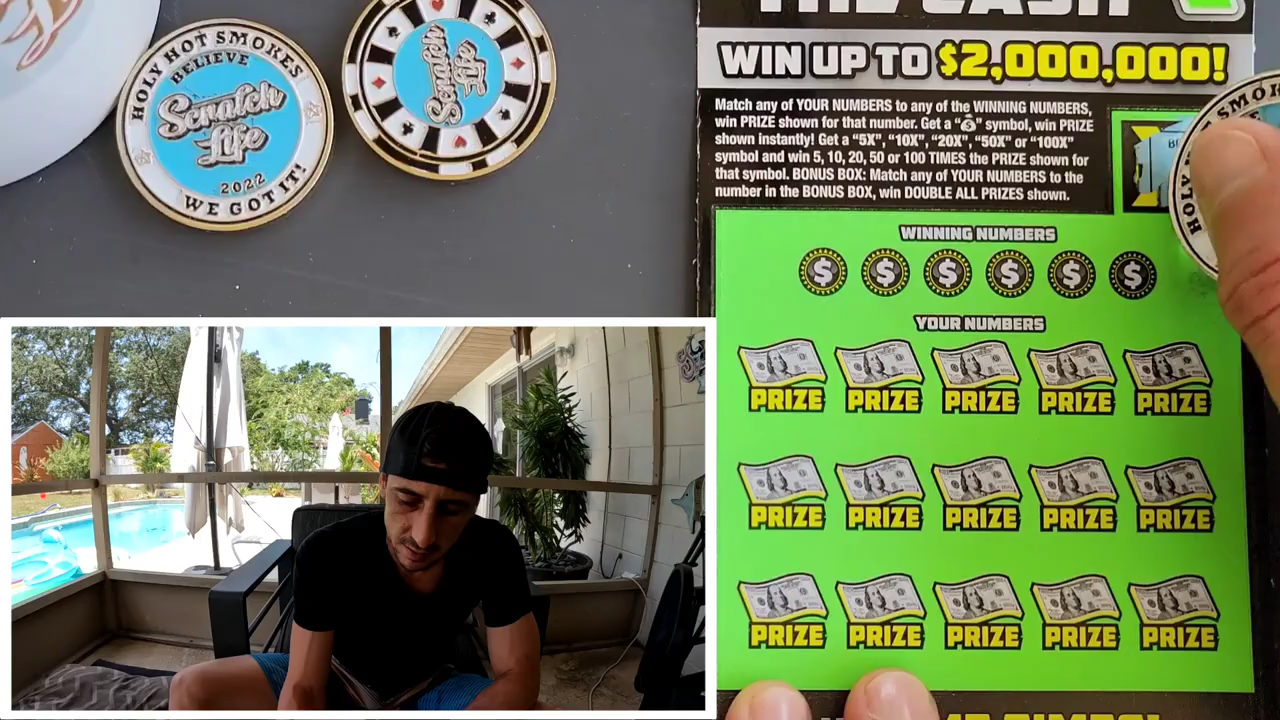 HOLY HOT SMOKES
BELIEVE
Scratch
Life
2022
WE GOT IT!
Scratch
Life
THE CASH
WIN UP TO $2,000,000!
Match any of YOUR NUMBERS to any of the WINNING NUMBERS,
win PRIZE shown for that number. Get a "💰" symbol, win PRIZE
shown instantly! Get a "5X", "10X", "20X", "50X" or "100X"
symbol and win 5, 10, 20, 50 or 100 TIMES the PRIZE shown for
that symbol. BONUS BOX: Match any of YOUR NUMBERS to the
number in the BONUS BOX, win DOUBLE ALL PRIZES shown.
WINNING NUMBERS
$ $ $ $ $ $
YOUR NUMBERS
PRIZE PRIZE PRIZE PRIZE PRIZE
PRIZE PRIZE PRIZE PRIZE PRIZE
PRIZE PRIZE PRIZE PRIZE PRIZE